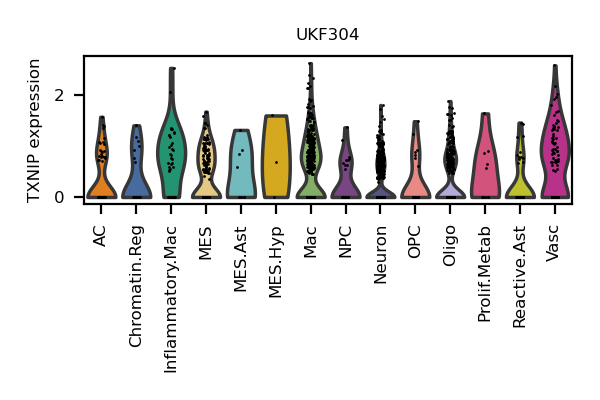 UKF304
TXNIP expression
2
0
AC
Chromatin.Reg
Inflammatory.Mac
MES
MES.Ast
MES.Hyp
Mac
NPC
Neuron
OPC
Oligo
Prolif.Metab
Reactive.Ast
Vasc